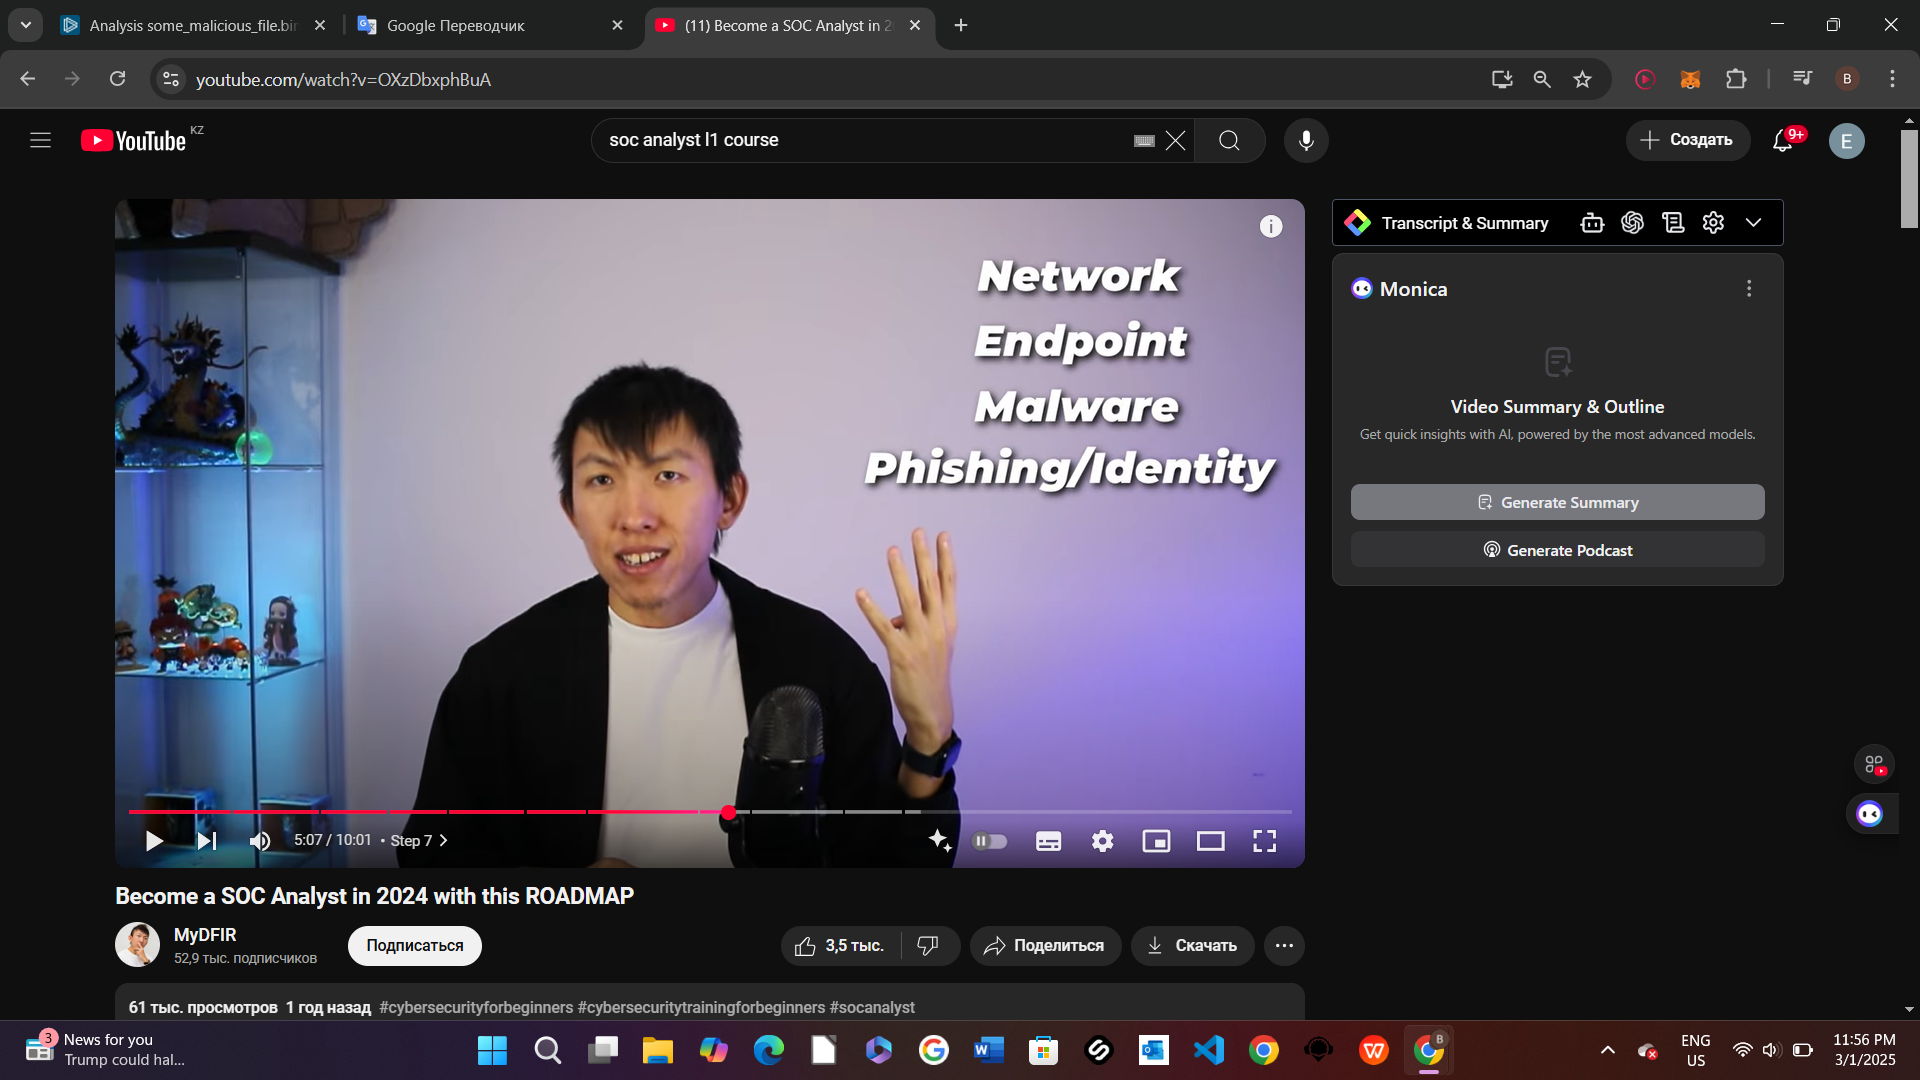 Analysis some_malicious_file.bin
Google Переводчик
(11) Become a SOC Analyst in 2
youtube.com/watch?v=OXzDbxphBuA
B
YouTube KZ
soc analyst l1 course
Создать
9+
E
Network
Endpoint
Malware
Phishing/Identity
5:07 / 10:01 • Step 7
Transcript & Summary
Monica
Video Summary & Outline
Get quick insights with AI, powered by the most advanced models.
Generate Summary
Generate Podcast
Become a SOC Analyst in 2024 with this ROADMAP
MyDFIR
52,9 тыс. подписчиков
Подписаться
3,5 тыс.
Поделиться
Скачать
61 тыс. просмотров 1 год назад #cybersecurityforbeginners #cybersecuritytrainingforbeginners #socanalyst
3
News for you
Trump could hal...
B
ENG
US
11:56 PM
3/1/2025